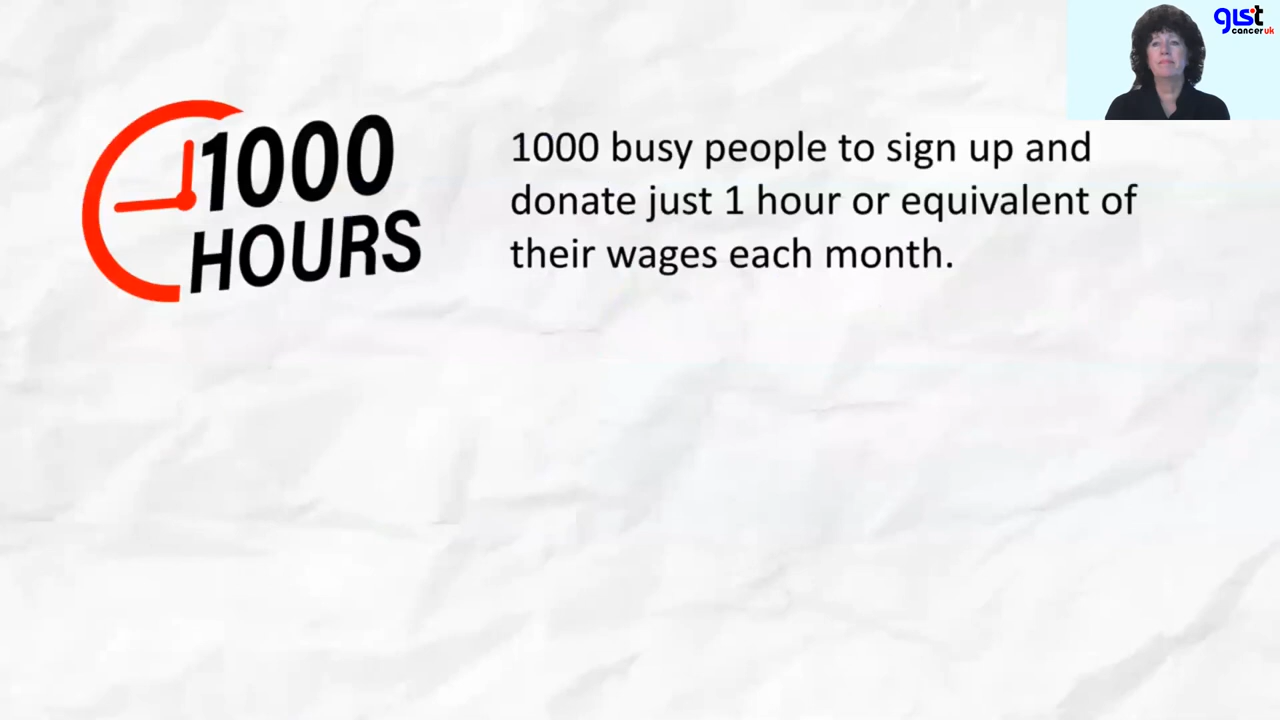 gist
cancer uk
1000
HOURS
1000 busy people to sign up and
donate just 1 hour or equivalent of
their wages each month.